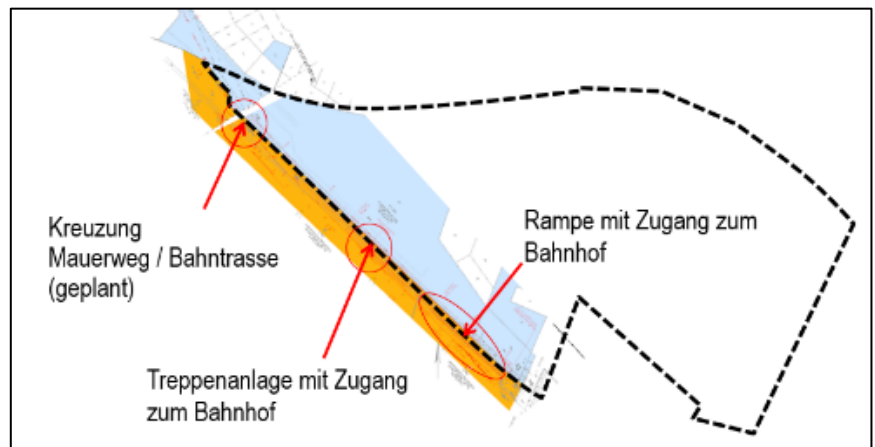 Kreuzung
Mauerweg / Bahntrasse
(geplant)
Rampe mit Zugang zum
Bahnhof
Treppenanlage mit Zugang
zum Bahnhof